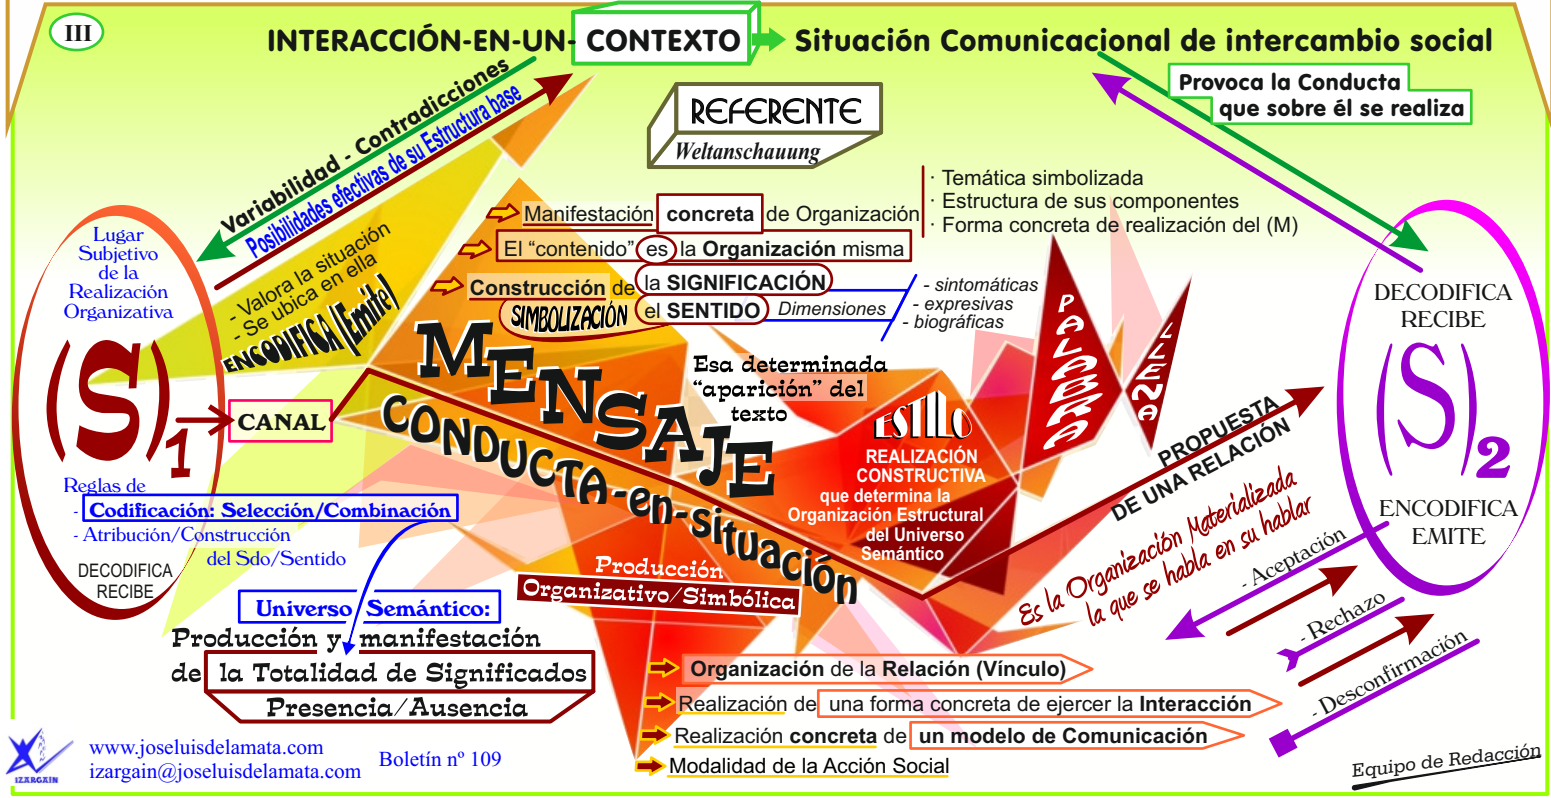 III
INTERACCIÓN-EN-UN- CONTEXTO Situación Comunicacional de intercambio social
Provoca la Conducta
que sobre él se realiza
Variabilidad - Contradicciones
Posibilidades efectivas de su Estructura base
REFERENTE
Weltanschauung
Manifestación concreta de Organización
· Temática simbolizada
· Estructura de sus componentes
· Forma concreta de realización del (M)
El “contenido” es la Organización misma
Construcción de la SIGNIFICACIÓN
SIMBOLIZACIÓN el SENTIDO Dimensiones
- sintomáticas
- expresivas
- biográficas
Lugar
Subjetivo
de la
Realización
Organizativa
(S)1
- Valora la situación
- Se ubica en ella
ENCODIFICA (Emite)
CANAL
Reglas de
- Codificación: Selección/Combinación
- Atribución/Construcción
del Sdo/Sentido
DECODIFICA
RECIBE
MENSAJE
CONDUCTA-en-situación
Esa determinada
“aparición” del
texto
ESTILO
REALIZACIÓN
CONSTRUCTIVA
que determina la
Organización Estructural
del Universo
Semántico
PALABRA
LLENA
PROPUESTA
DE UNA RELACIÓN
Es la Organización Materializada
la que se habla en su hablar
DECODIFICA
RECIBE
(S)2
ENCODIFICA
EMITE
- Aceptación
- Rechazo
- Desconfirmación
Producción
Organizativo/Simbólica
Universo Semántico:
Producción y manifestación
de la Totalidad de Significados
Presencia/Ausencia
Organización de la Relación (Vínculo)
Realización de una forma concreta de ejercer la Interacción
Realización concreta de un modelo de Comunicación
Modalidad de la Acción Social
IZARGAIN
www.joseluisdelamata.com
izargain@joseluisdelamata.com
Boletín nº 109
Equipo de Redacción